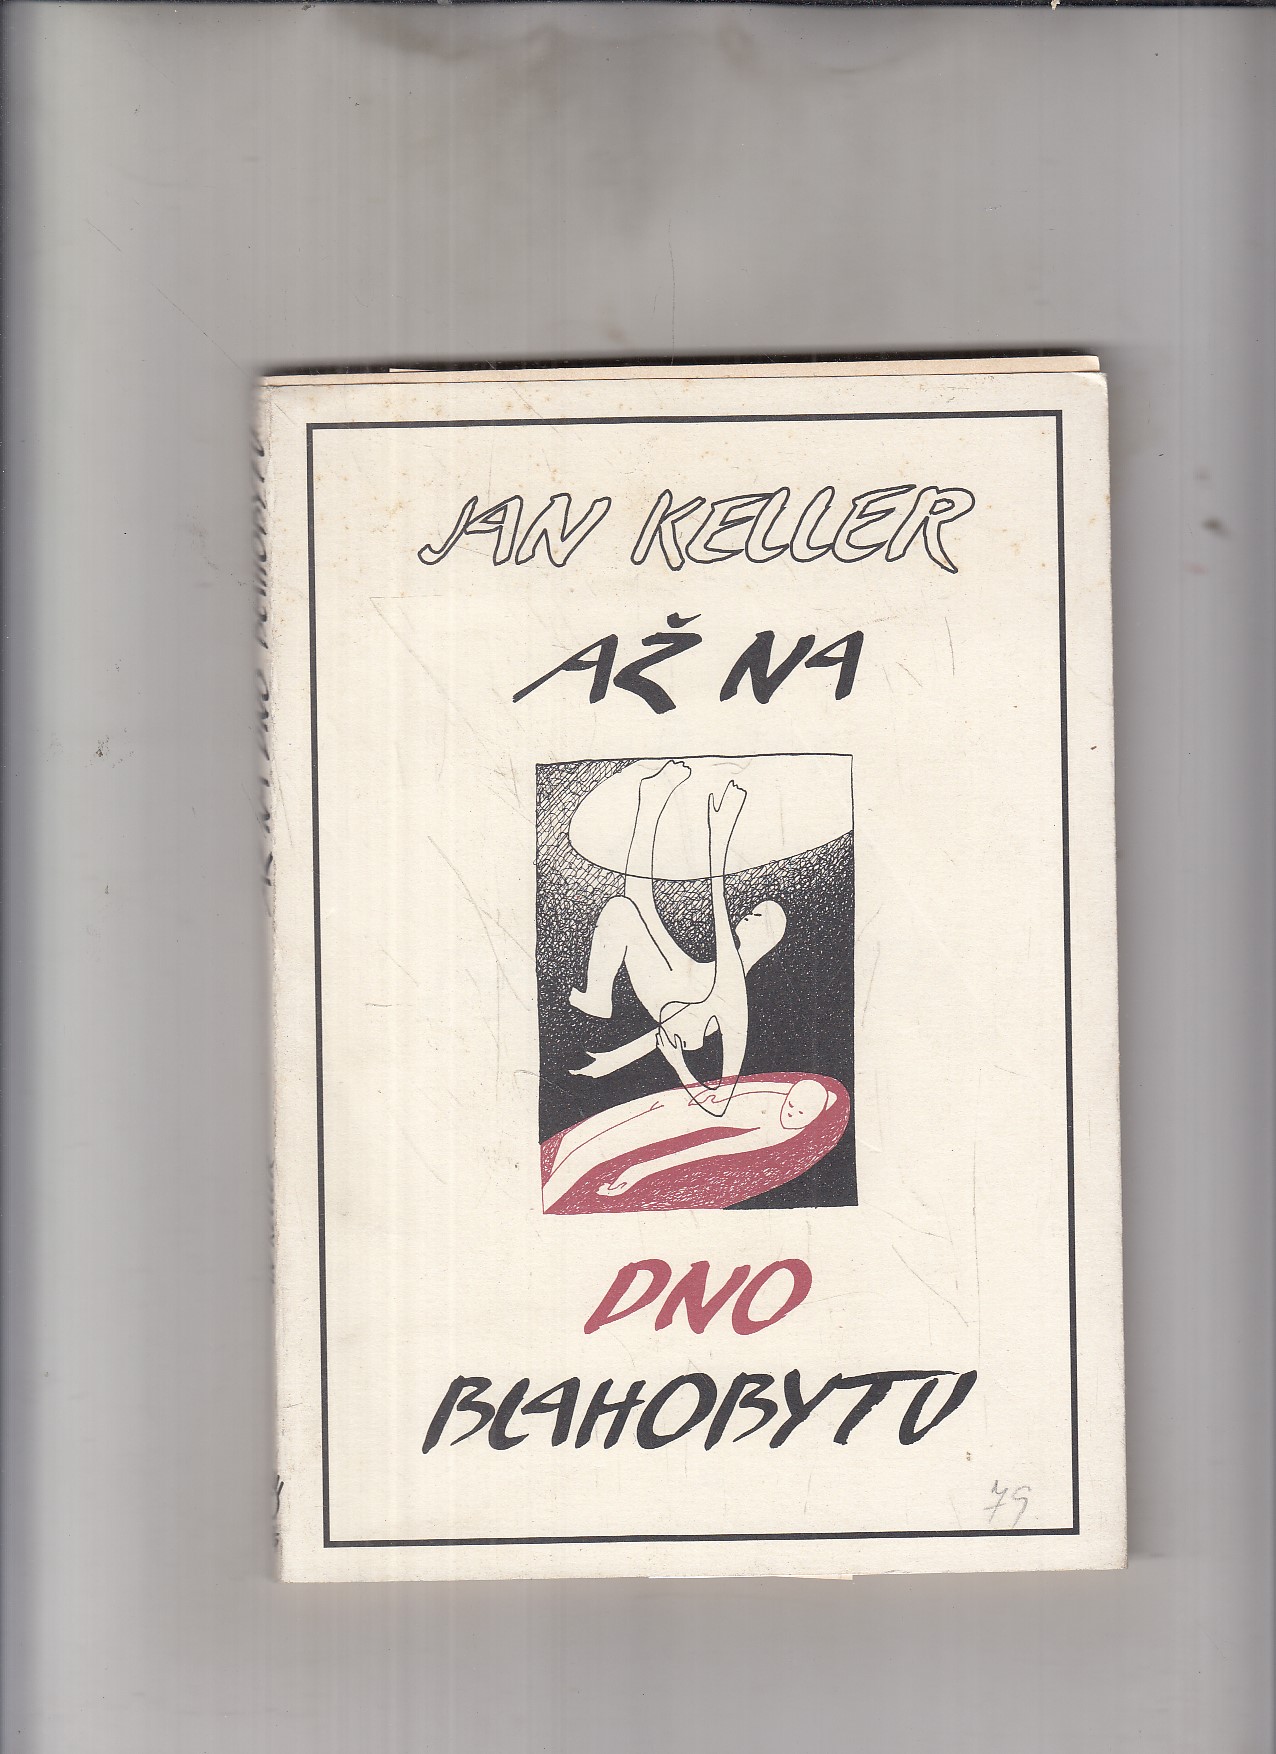 JAN KELLER
AŽ NA
DNO
BLAHOBYTU
79